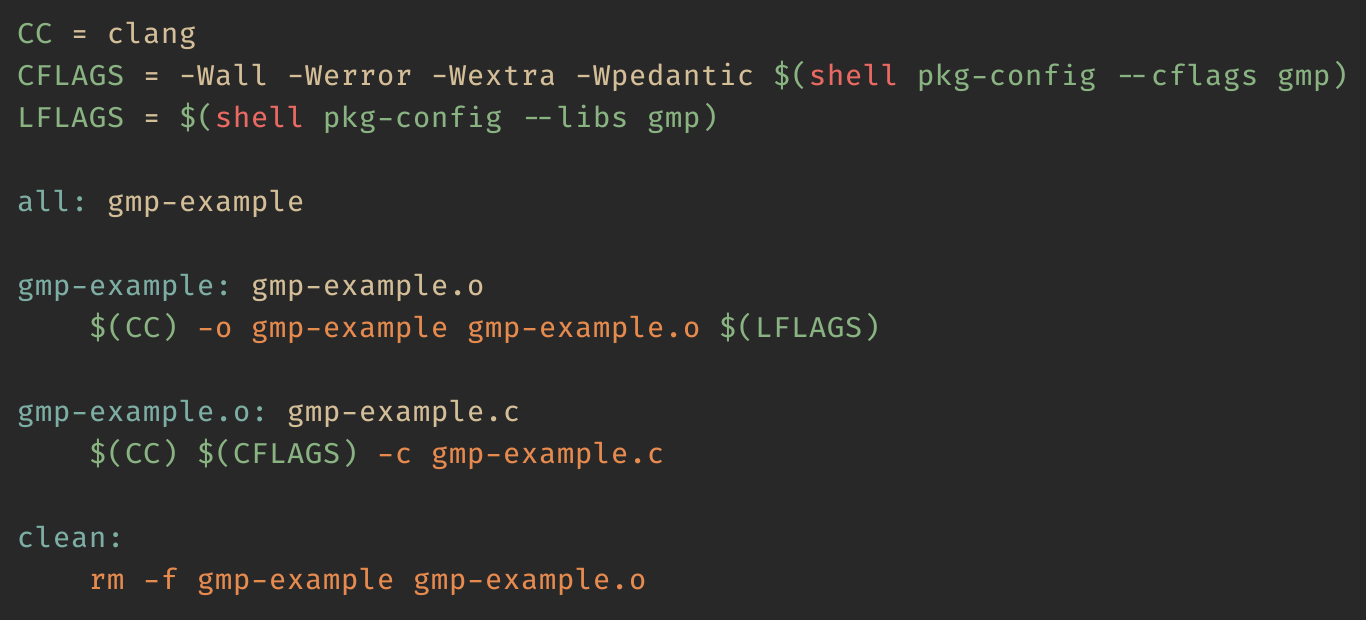 CC = clang
CFLAGS = -Wall -Werror -Wextra -Wpedantic $(shell pkg-config --cflags gmp)
LFLAGS = $(shell pkg-config --libs gmp)

all: gmp-example

gmp-example: gmp-example.o
    $(CC) -o gmp-example gmp-example.o $(LFLAGS)

gmp-example.o: gmp-example.c
    $(CC) $(CFLAGS) -c gmp-example.c

clean:
    rm -f gmp-example gmp-example.o